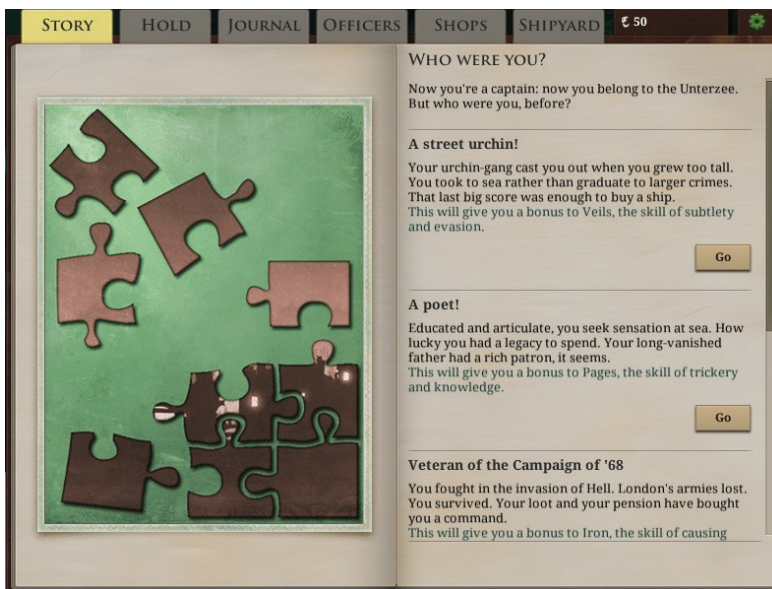 STORY HOLD JOURNAL OFFICERS SHOPS SHIPYARD 50
WHO WERE YOU?
Now you're a captain: now you belong to the Unterzee.
But who were you, before?
A street urchin!
Your urchin-gang cast you out when you grew too tall.
You took to sea rather than graduate to larger crimes.
That last big score was enough to buy a ship.
This will give you a bonus to Veils, the skill of subtlety
and evasion.
Go
A poet!
Educated and articulate, you seek sensation at sea. How
lucky you had a legacy to spend. Your long-vanished
father had a rich patron, it seems.
This will give you a bonus to Pages, the skill of trickery
and knowledge.
Go
Veteran of the Campaign of '68
You fought in the invasion of Hell. London's armies lost.
You survived. Your loot and your pension have bought
you a command.
This will give you a bonus to Iron, the skill of causing